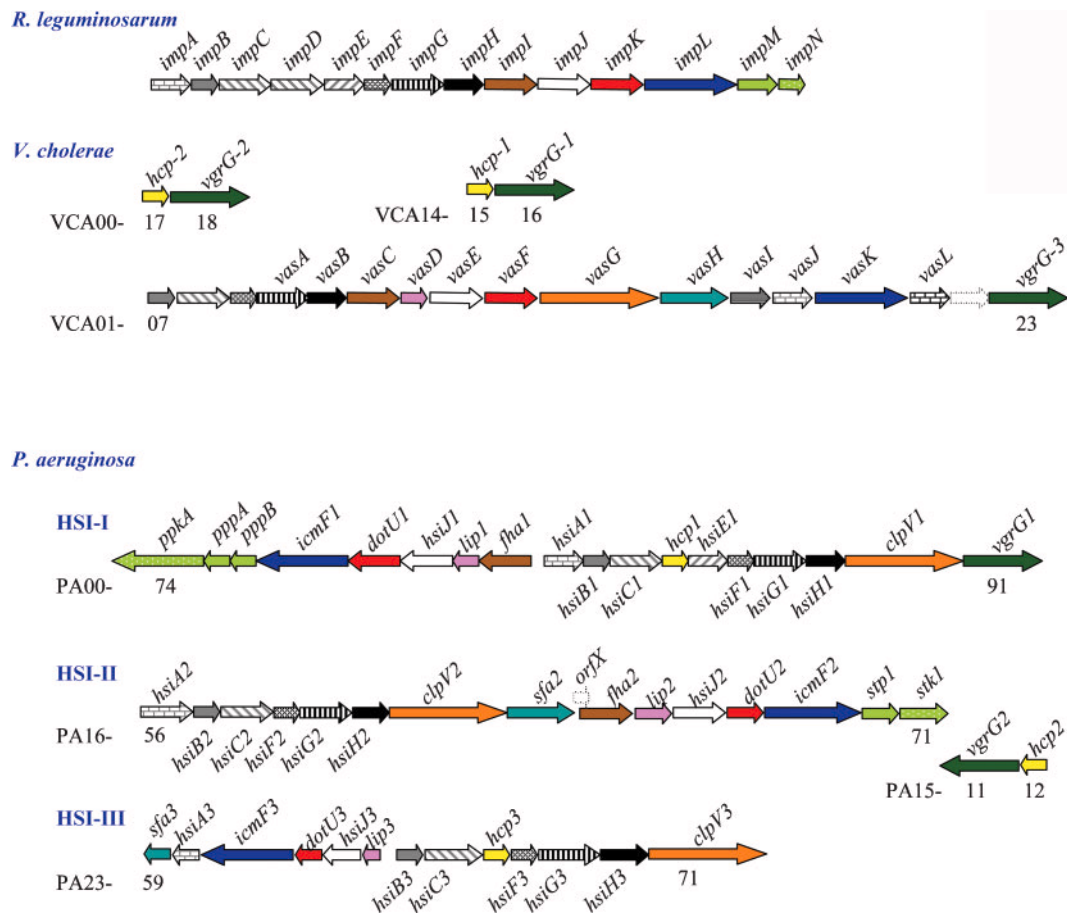 R. leguminosarum
impA impB impC impD impE impF impG impH impI impJ impK impL impM impN
V. cholerae
hcp-2 vgrG-2 hcp-1 vgrG-1
VCA00- 17 18 VCA14- 15 16
vasA vasB vasC vasD vasE vasF vasG vasH vasI vasJ vasK vasL vgrG-3
VCA01- 07 23
P. aeruginosa
HSI-I
ppkA pppA pppB icmF1 dotU1 hsiJ1 lip1 fha1 hsiA1 hcp1 hsiE1 clpV1 vgrG1
PA00- 74 hsiB1 hsiC1 hsiF1 hsiG1 hsiH1 91
HSI-II
hsiA2 clpV2 sfa2 orfX fha2 lip2 hsiJ2 dotU2 icmF2 stp1 stk1
PA16- 56 hsiB2 hsiC2 hsiF2 hsiG2 hsiH2 71
vgrG2 hcp2
PA15- 11 12
HSI-III
sfa3 hsiA3 icmF3 dotU3 hsiJ3 lip3 hcp3 clpV3
PA23- 59 hsiB3 hsiC3 hsiF3 hsiG3 hsiH3 71